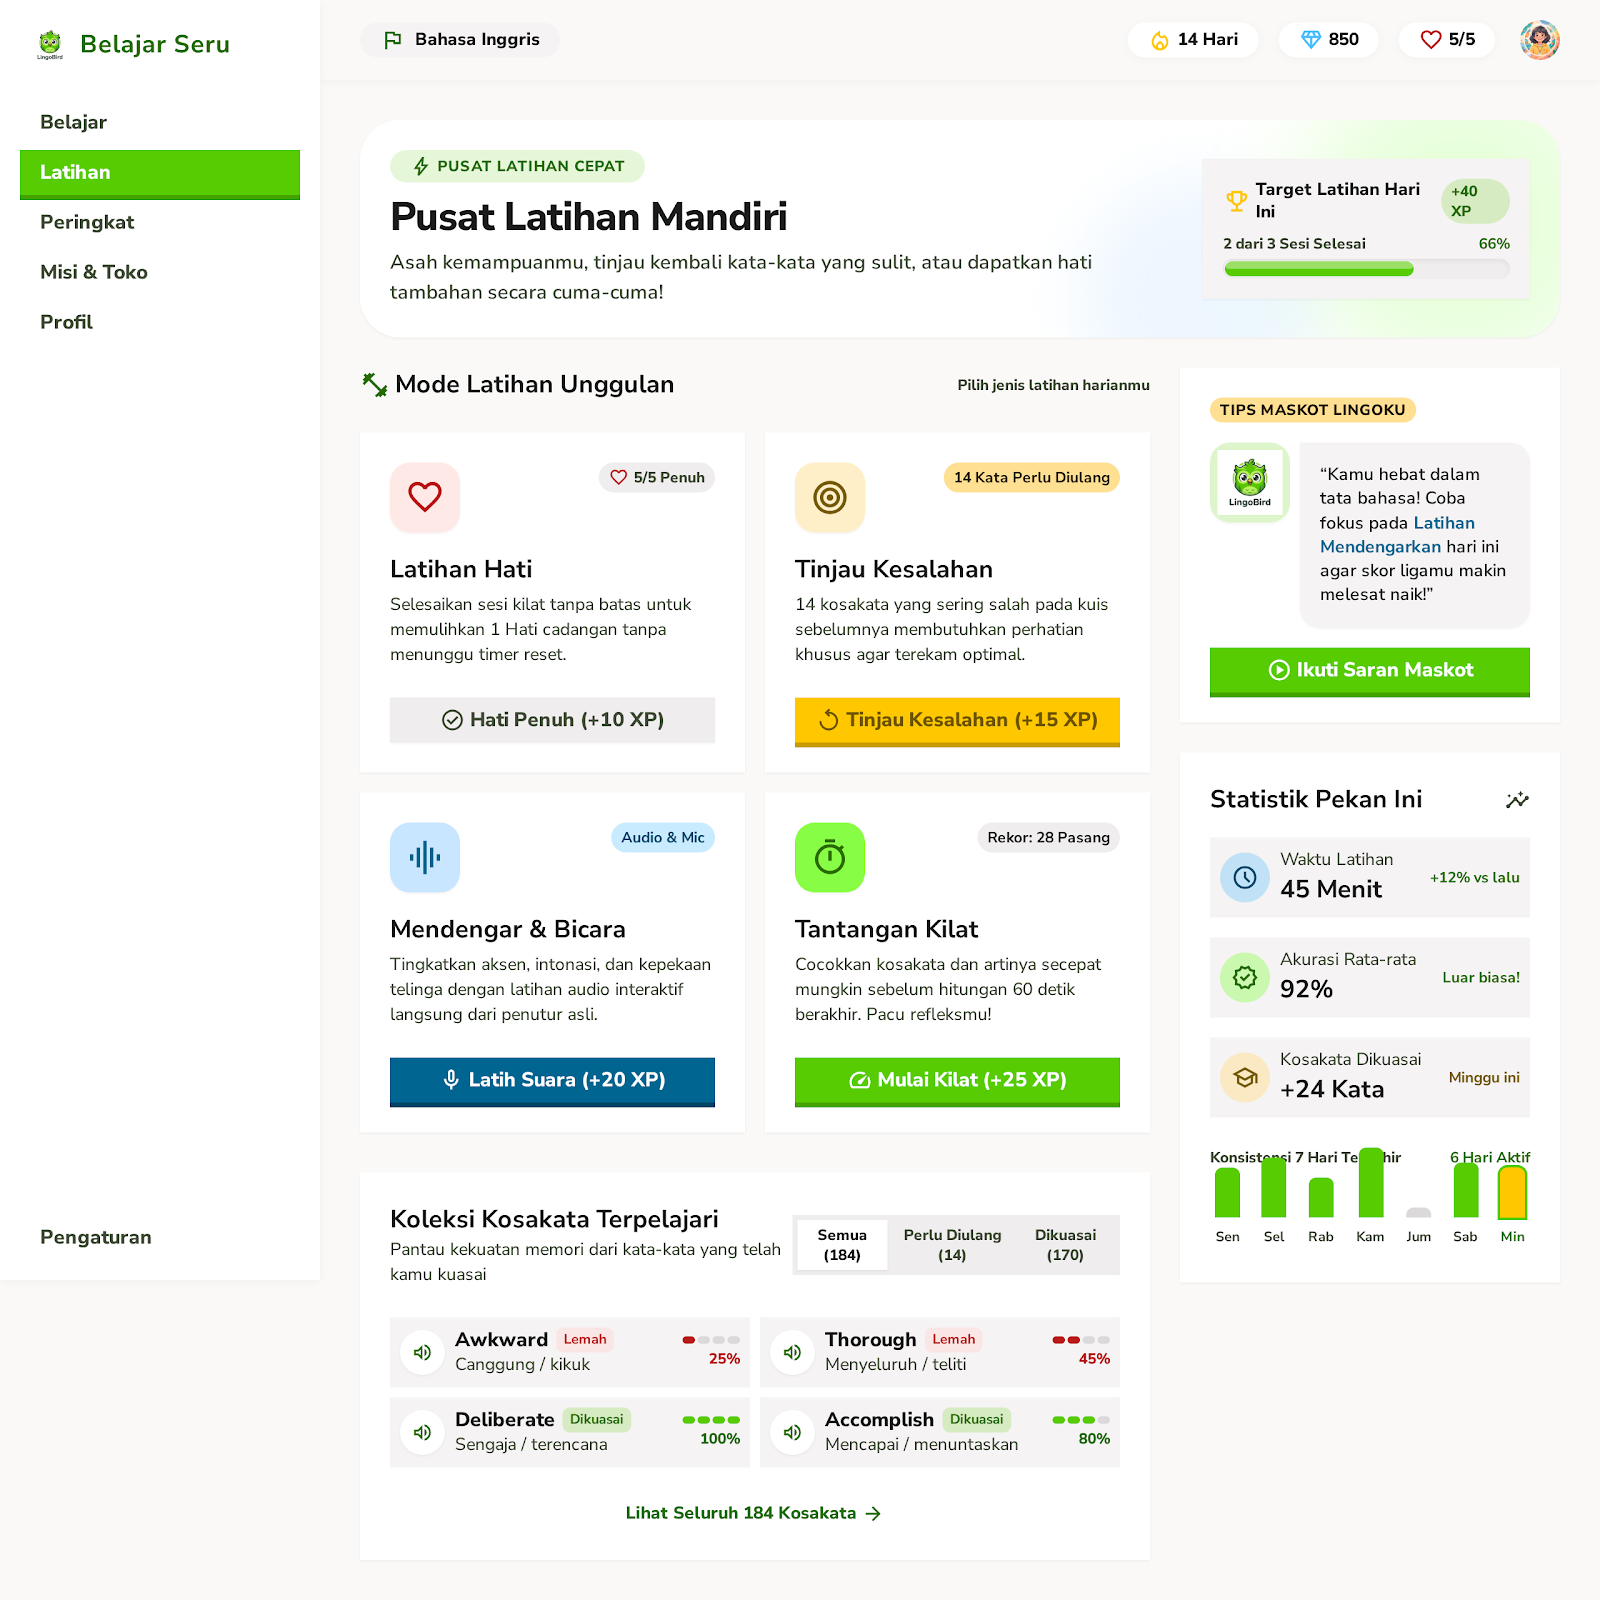 LingoBird
Belajar Seru
Belajar
Latihan
Peringkat
Misi & Toko
Profil
Pengaturan
Bahasa Inggris
14 Hari
850
5/5
PUSAT LATIHAN CEPAT
Pusat Latihan Mandiri
Asah kemampuanmu, tinjau kembali kata-kata yang sulit, atau dapatkan hati
tambahan secara cuma-cuma!
Target Latihan Hari
Ini
+40
XP
2 dari 3 Sesi Selesai
66%
Mode Latihan Unggulan
Pilih jenis latihan harianmu
5/5 Penuh
Latihan Hati
Selesaikan sesi kilat tanpa batas untuk
memulihkan 1 Hati cadangan tanpa
menunggu timer reset.
Hati Penuh (+10 XP)
14 Kata Perlu Diulang
Tinjau Kesalahan
14 kosakata yang sering salah pada kuis
sebelumnya membutuhkan perhatian
khusus agar terekam optimal.
Tinjau Kesalahan (+15 XP)
Audio & Mic
Mendengar & Bicara
Tingkatkan aksen, intonasi, dan kepekaan
telinga dengan latihan audio interaktif
langsung dari penutur asli.
Latih Suara (+20 XP)
Rekor: 28 Pasang
Tantangan Kilat
Cocokkan kosakata dan artinya secepat
mungkin sebelum hitungan 60 detik
berakhir. Pacu refleksmu!
Mulai Kilat (+25 XP)
Koleksi Kosakata Terpelajari
Pantau kekuatan memori dari kata-kata yang telah
kamu kuasai
Semua
(184)
Perlu Diulang
(14)
Dikuasai
(170)
Awkward Lemah
Canggung / kikuk
25%
Thorough Lemah
Menyeluruh / teliti
45%
Deliberate Dikuasai
Sengaja / terencana
100%
Accomplish Dikuasai
Mencapai / menuntaskan
80%
Lihat Seluruh 184 Kosakata
TIPS MASKOT LINGOKU
LingoBird
“Kamu hebat dalam
tata bahasa! Coba
fokus pada Latihan
Mendengarkan hari ini
agar skor ligamu makin
melesat naik!”
Ikuti Saran Maskot
Statistik Pekan Ini
Waktu Latihan
45 Menit
+12% vs lalu
Akurasi Rata-rata
92%
Luar biasa!
Kosakata Dikuasai
+24 Kata
Minggu ini
Konsistensi 7 Hari Terakhir
6 Hari Aktif
Sen Sel Rab Kam Jum Sab Min